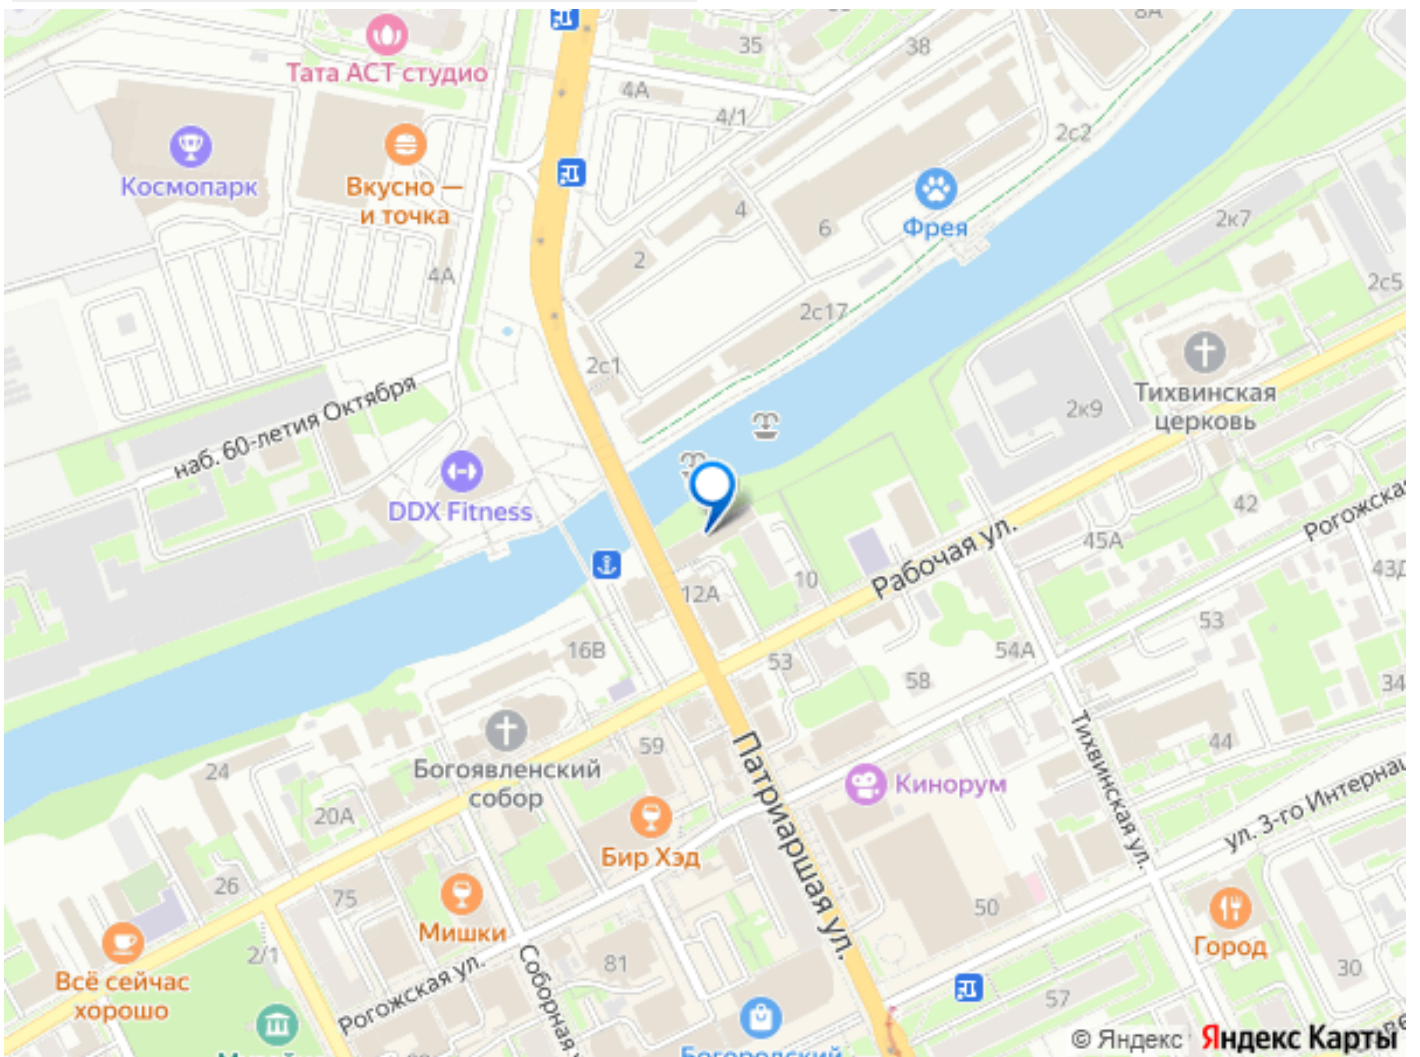 35
38
8А
Тата АСТ студио
4А
4/1
2с2
Космопарк
Вкусно —
и точка
4
6
Фрея
2к7
2
4А
2с5
2с17
2с1
наб. 60-летия Октября
Тихвинская
церковь
2к9
DDX Fitness
42
Рогожская
45А
Рабочая ул.
10
12А
43Д
53
16В
53
54А
58
34
59
Патриаршая ул.
Тихвинская ул.
44
24
Богоявленский
собор
Кинорум
20А
ул. 3-го Интернац
Бир Хэд
26
75
50
Мишки
Город
2/1
Всё сейчас
хорошо
Рогожская ул.
Соборная
81
30
57
Богородский
© Яндекс Яндекс Карты